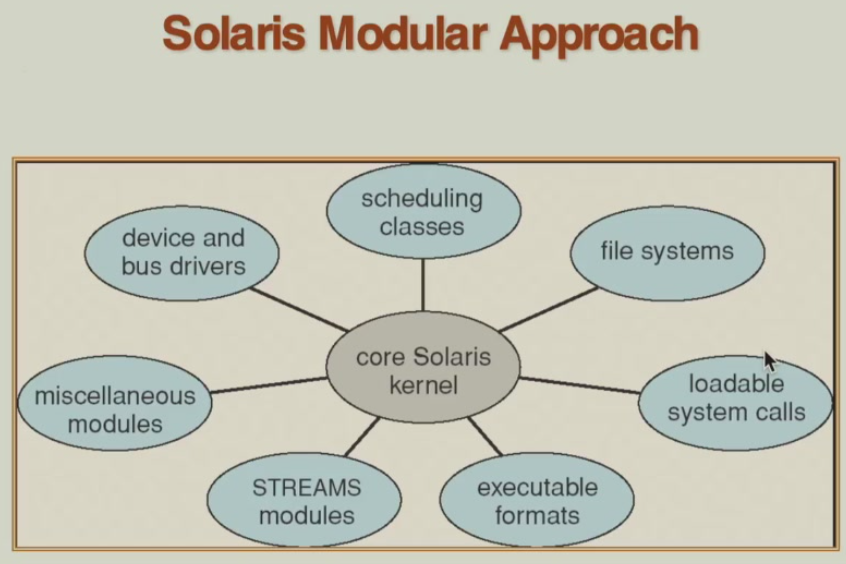 Solaris Modular Approach
scheduling
classes
device and
bus drivers
file systems
core Solaris
kernel
miscellaneous
modules
loadable
system calls
STREAMS
modules
executable
formats